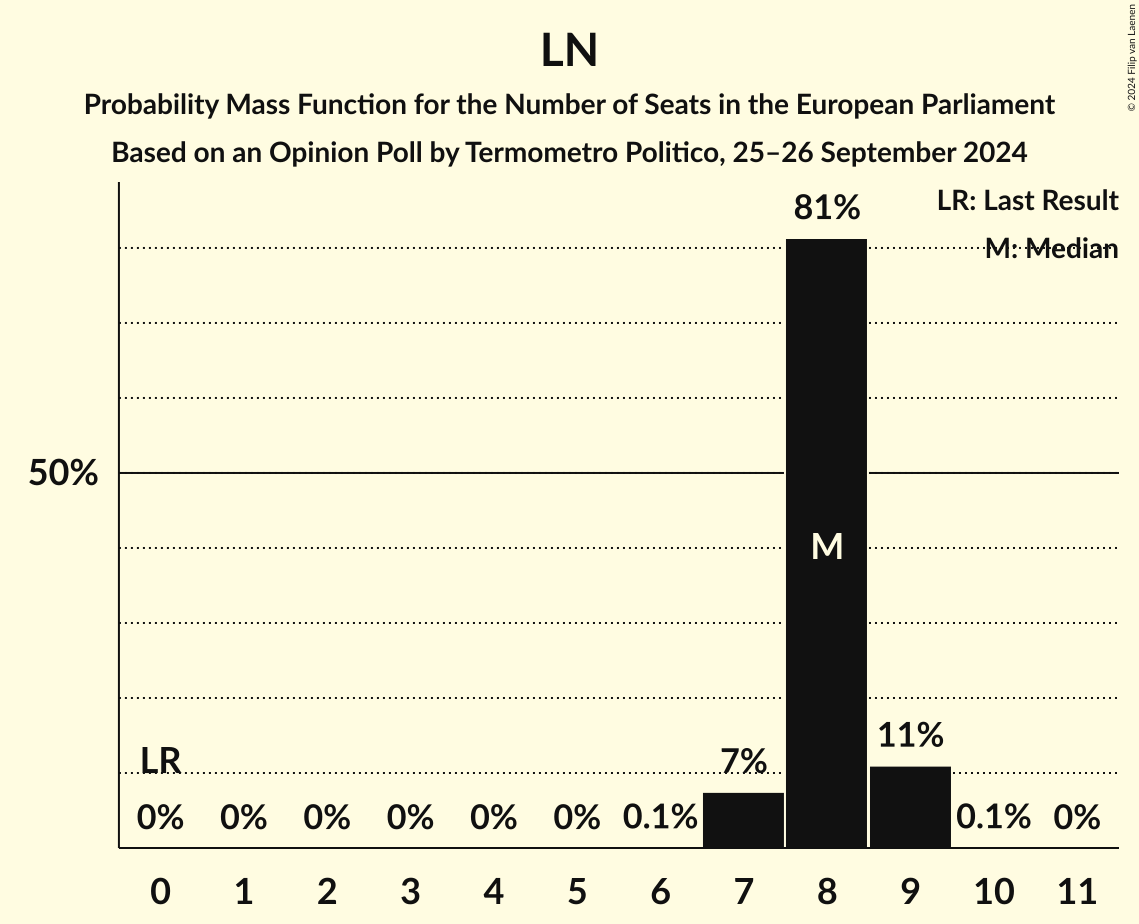 LN
Probability Mass Function for the Number of Seats in the European Parliament
Based on an Opinion Poll by Termometro Politico, 25–26 September 2024
© 2024 Filip van Laenen
LR: Last Result
M: Median
81%
50%
M
11%
LR
7%
0% 0% 0% 0% 0% 0% 0.1% 0.1% 0%
0 1 2 3 4 5 6 7 8 9 10 11